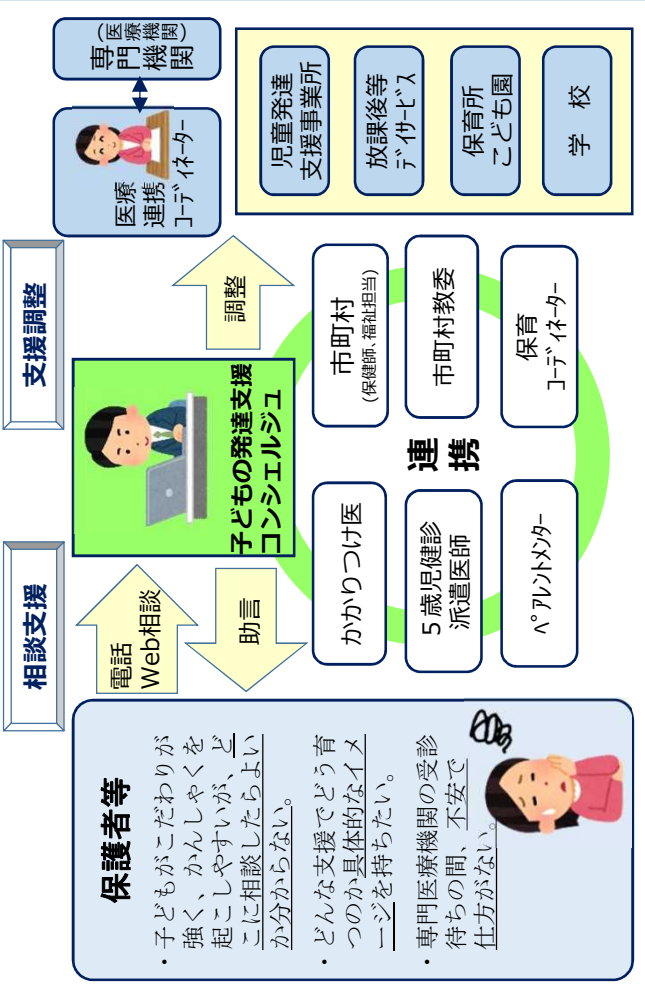 相談支援
支援調整
保護者等
・子どもがこだわりが
強く、かんしゃくを
起こしやすいが、ど
こに相談したらよい
か分からない。
・どんな支援でどう育
つのか具体的なイメ
ージを持ちたい。
・専門医療機関の受診
待ちの間、不安で
仕方がない。
電話
Web相談
助言
子どもの発達支援
コンシェルジュ
調整
医療
連携
ｺｰﾃﾞｨﾈｰﾀｰ
(医療機関)
専門
機関
かかりつけ医
５歳児健診
派遣医師
ﾍﾟｱﾚﾝﾄﾒﾝﾀｰ
連携
市町村
(保健師、福祉担当)
市町村教委
保育
ｺｰﾃﾞｨﾈｰﾀｰ
児童発達
支援事業所
放課後等
ﾃﾞｲｻｰﾋﾞｽ
保育所
こども園
学　校